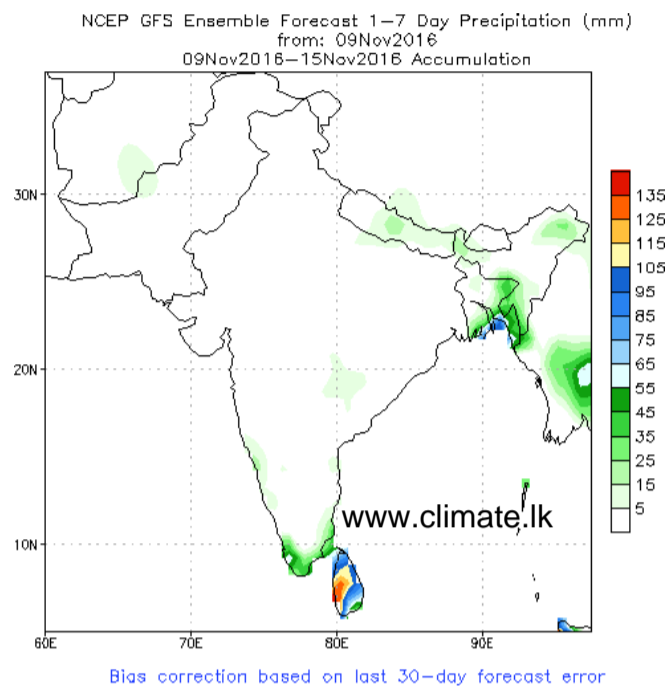 NCEP GFS Ensemble Forecast 1-7 Day Precipitation (mm)
from: 09Nov2016
09Nov2016-15Nov2016 Accumulation
30N
20N
10N
60E
70E
80E
90E
www.climate.lk
135
125
115
105
95
85
75
65
55
45
35
25
15
5
Bias correction based on last 30-day forecast error